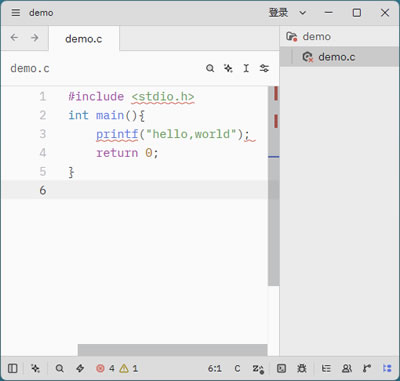 demo
登录
demo.c
demo
demo.c
demo.c
1 #include <stdio.h>
2 int main(){
3     printf("hello,world");
4     return 0;
5 }
6
4 1 6:1 C